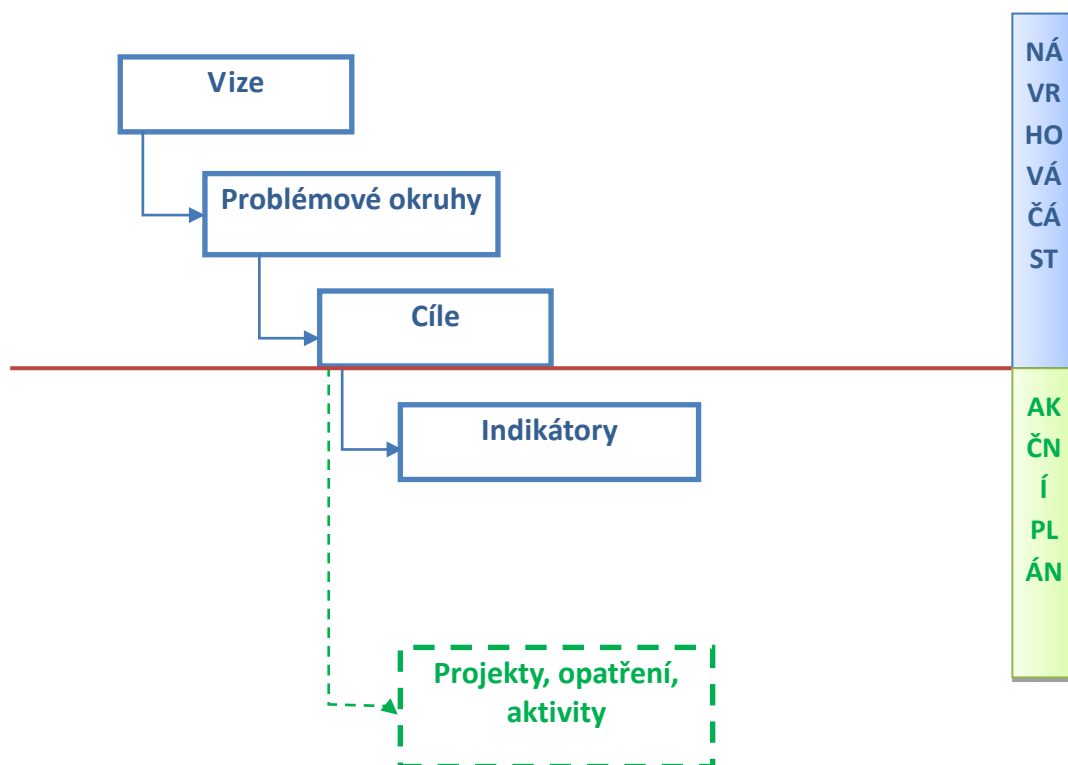 Vize
Problémové okruhy
Cíle
Indikátory
Projekty, opatření,
aktivity
NÁ
VR
HO
VÁ
ČÁ
ST
AK
ČN
Í
PL
ÁN